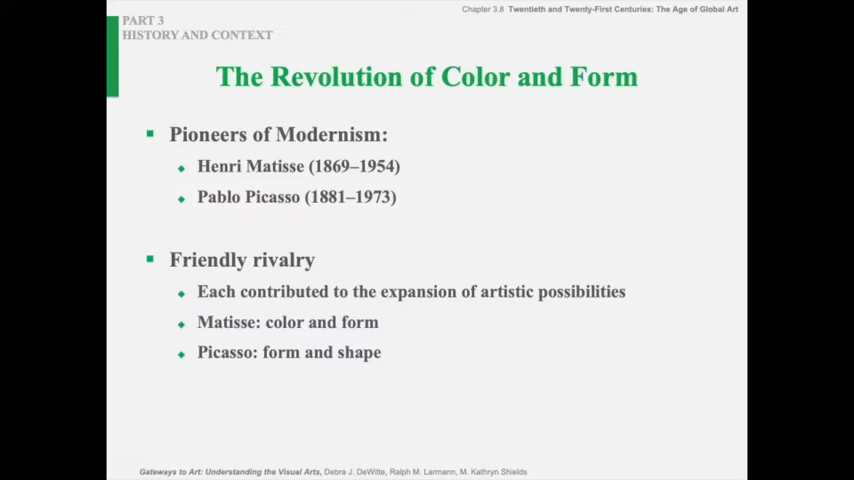 Chapter 3.8 Twentieth and Twenty-First Centuries: The Age of Global Art
PART 3
HISTORY AND CONTEXT
The Revolution of Color and Form
Pioneers of Modernism:
Henri Matisse (1869–1954)
Pablo Picasso (1881–1973)
Friendly rivalry
Each contributed to the expansion of artistic possibilities
Matisse: color and form
Picasso: form and shape
Gateways to Art: Understanding the Visual Arts, Debra J. DeWitte, Ralph M. Larmann, M. Kathryn Shields